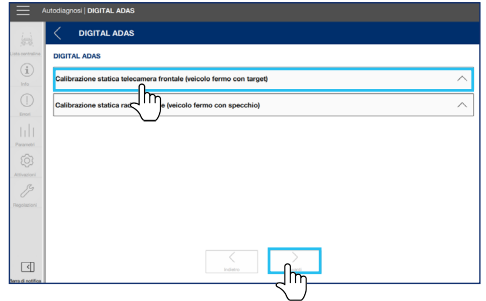 Autodiagnosi | DIGITAL ADAS
DIGITAL ADAS
DIGITAL ADAS
Calibrazione statica telecamera frontale (veicolo fermo con target)
Calibrazione statica (veicolo fermo con specchio)
Info
Errori
Parametri
Attivazioni
Regolazioni
Indietro